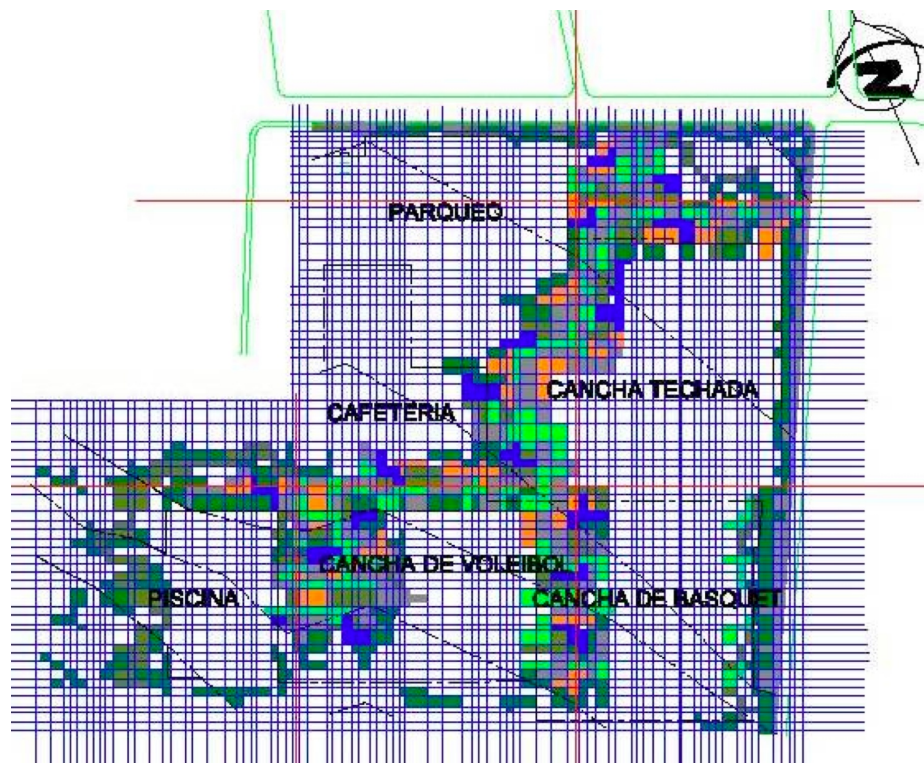 N
PARQUEO
CANCHA TECHADA
CAFETERIA
CANCHA DE VOLEIBOL
PISCINA
CANCHA DE BASQUET